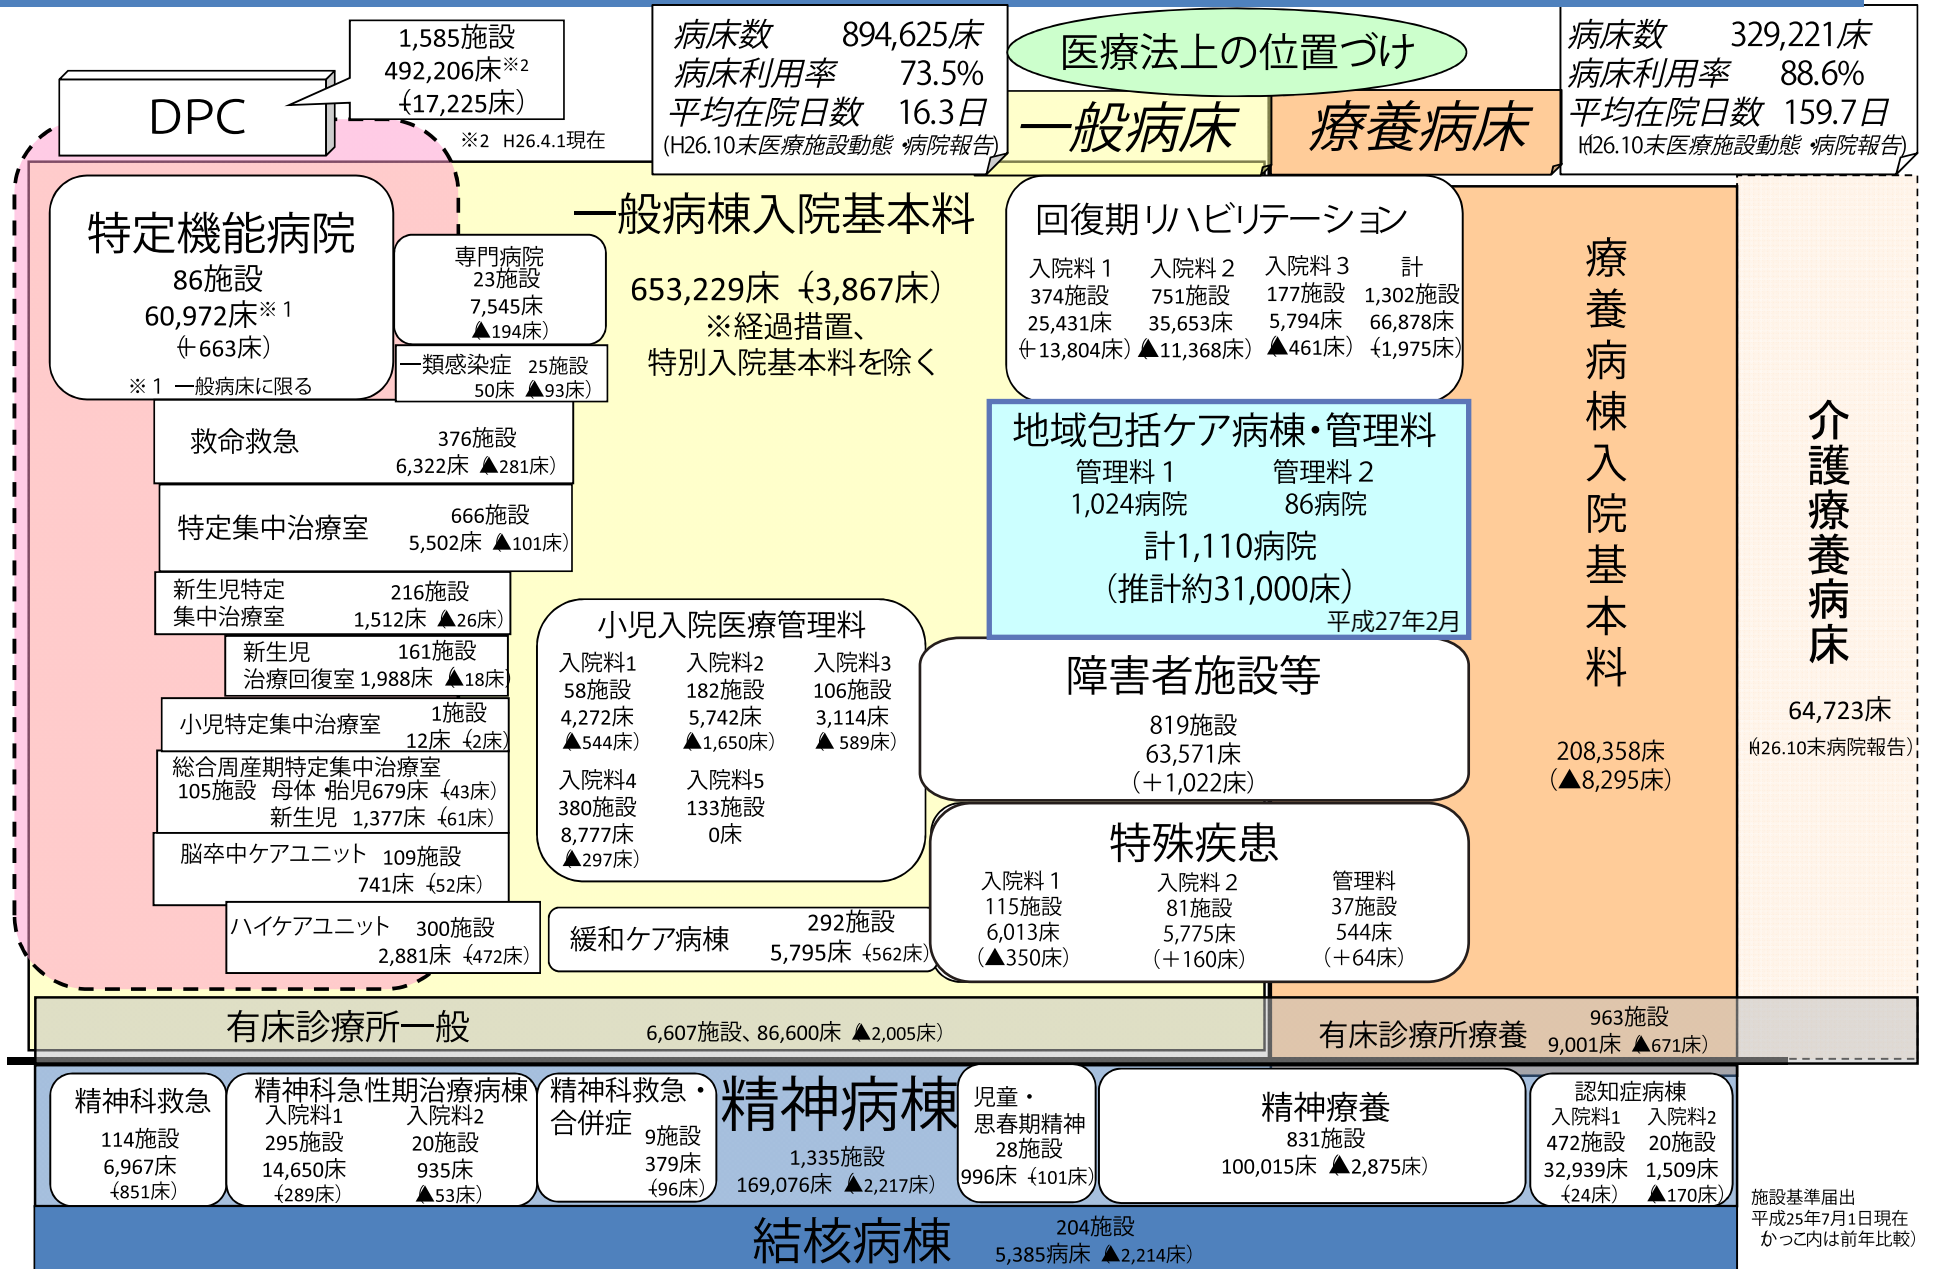 1,585施設
492,206床※2
(+17,225床)
DPC
※2 H26.4.1現在
病床数 894,625床
病床利用率 73.5%
平均在院日数 16.3日
(H26.10末医療施設動態・病院報告)
医療法上の位置づけ
一般病床
療養病床
病床数 329,221床
病床利用率 88.6%
平均在院日数 159.7日
(H26.10末医療施設動態・病院報告)
特定機能病院
86施設
60,972床※1
(+663床)
※1 一般病床に限る
専門病院
23施設
7,545床
(▲194床)
一類感染症 25施設
50床 (▲93床)
一般病棟入院基本料
653,229床 (+3,867床)
※経過措置、
特別入院基本料を除く
回復期リハビリテーション
入院料1 入院料2 入院料3 計
374施設 751施設 177施設 1,302施設
25,431床 35,653床 5,794床 66,878床
(+13,804床) (▲11,368床) (▲461床) (+1,975床)
救命救急 376施設
6,322床 (▲281床)
特定集中治療室 666施設
5,502床 (▲101床)
新生児特定
集中治療室
216施設
1,512床 (▲26床)
新生児
治療回復室
161施設
1,988床 (▲18床)
小児特定集中治療室 1施設
12床 (+2床)
総合周産期特定集中治療室
105施設 母体・胎児679床 (+43床)
新生児 1,377床 (+61床)
脳卒中ケアユニット 109施設
741床 (+52床)
ハイケアユニット 300施設
2,881床 (+472床)
地域包括ケア病棟・管理料
管理料1 管理料2
1,024病院 86病院
計1,110病院
(推計約31,000床)
平成27年2月
小児入院医療管理料
入院料1 入院料2 入院料3
58施設 182施設 106施設
4,272床 5,742床 3,114床
(▲544床) (▲1,650床) (▲ 589床)
入院料4 入院料5
380施設 133施設
8,777床 0床
(▲297床)
緩和ケア病棟 292施設
5,795床 (+562床)
障害者施設等
819施設
63,571床
(+1,022床)
特殊疾患
入院料1 入院料2 管理料
115施設 81施設 37施設
6,013床 5,775床 544床
(▲350床) (+160床) (+64床)
療養病棟入院基本料
208,358床
(▲8,295床)
介護療養病床
64,723床
(H26.10末病院報告)
有床診療所一般 6,607施設、86,600床 (▲2,005床)
有床診療所療養 963施設
9,001床 (▲671床)
精神科救急
114施設
6,967床
(+851床)
精神科急性期治療病棟
入院料1 入院料2
295施設 20施設
14,650床 935床
(+289床) (▲53床)
精神科救急・
合併症
9施設
379床
(+96床)
精神病棟
1,335施設
169,076床 (▲2,217床)
児童・
思春期精神
28施設
996床 (+101床)
精神療養
831施設
100,015床 (▲2,875床)
認知症病棟
入院料1 入院料2
472施設 20施設
32,939床 1,509床
(+24床) (▲170床)
結核病棟 204施設
5,385病床 (▲2,214床)
施設基準届出
平成25年7月1日現在
かっこ内は前年比較)